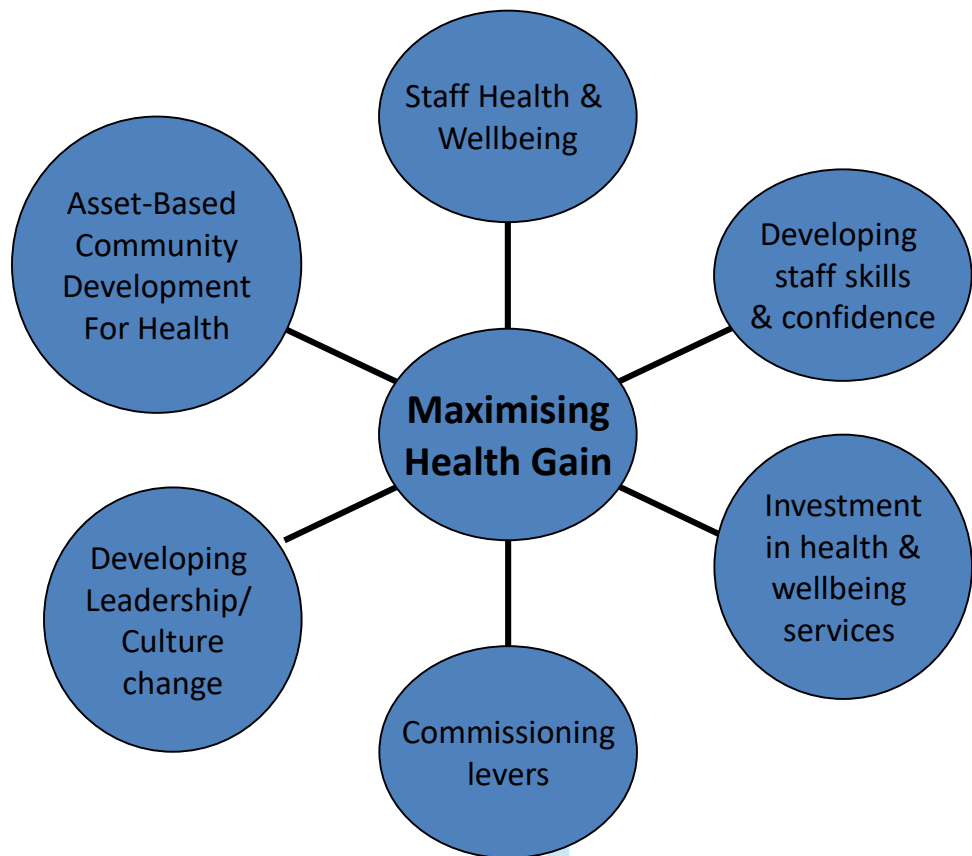 Staff Health &
Wellbeing
Asset-Based
Community
Development
For Health
Developing
staff skills
& confidence
Maximising
Health Gain
Developing
Leadership/
Culture
change
Investment
in health &
wellbeing
services
Commissioning
levers